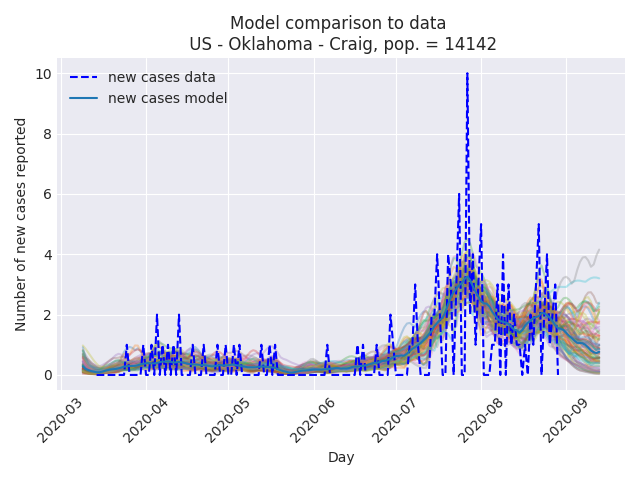 Model comparison to data
US - Oklahoma - Craig, pop. = 14142
new cases data
new cases model
Number of new cases reported
10
8
6
4
2
0
2020-03
2020-04
2020-05
2020-06
2020-07
2020-08
2020-09
Day